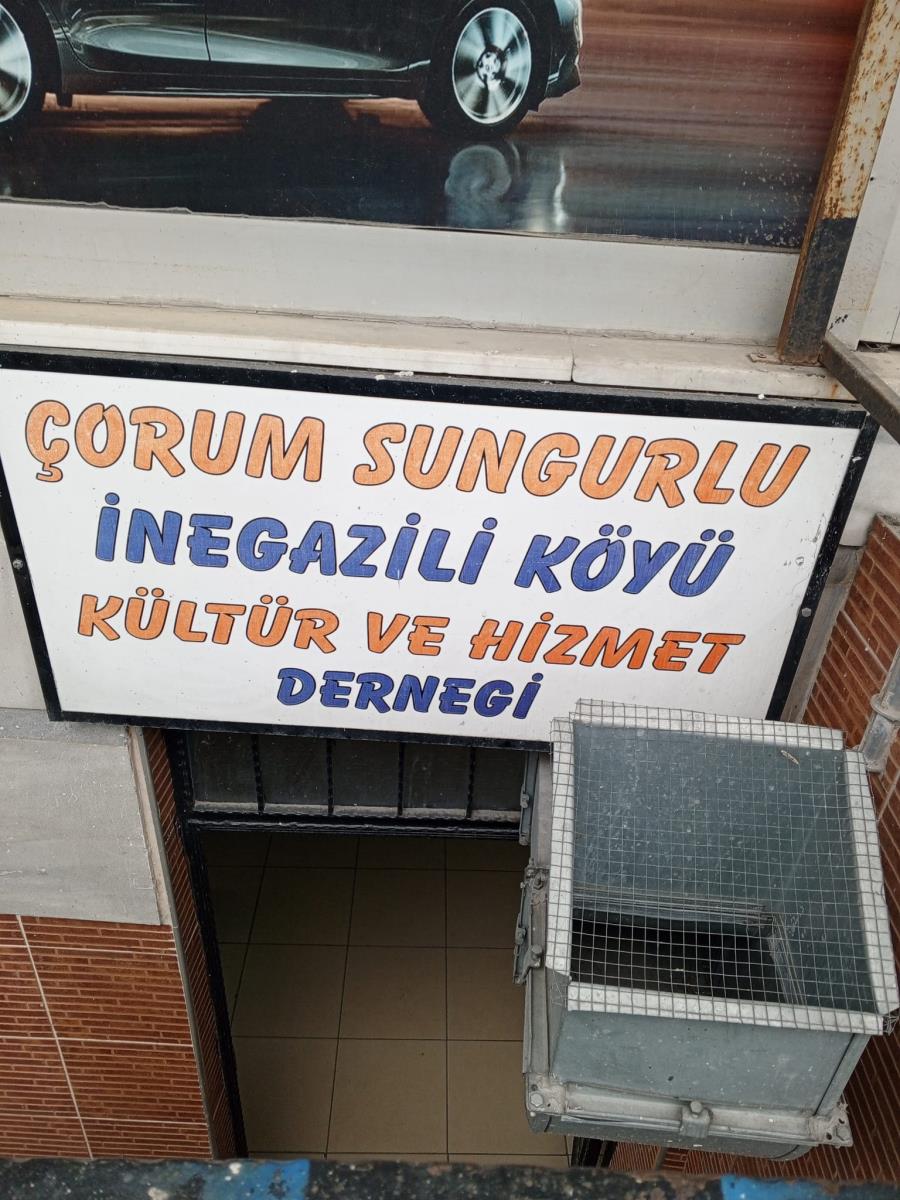 ÇORUM SUNGURLU
İNEGAZİLİ KÖYÜ
KÜLTÜR VE HİZMET
DERNEGİ